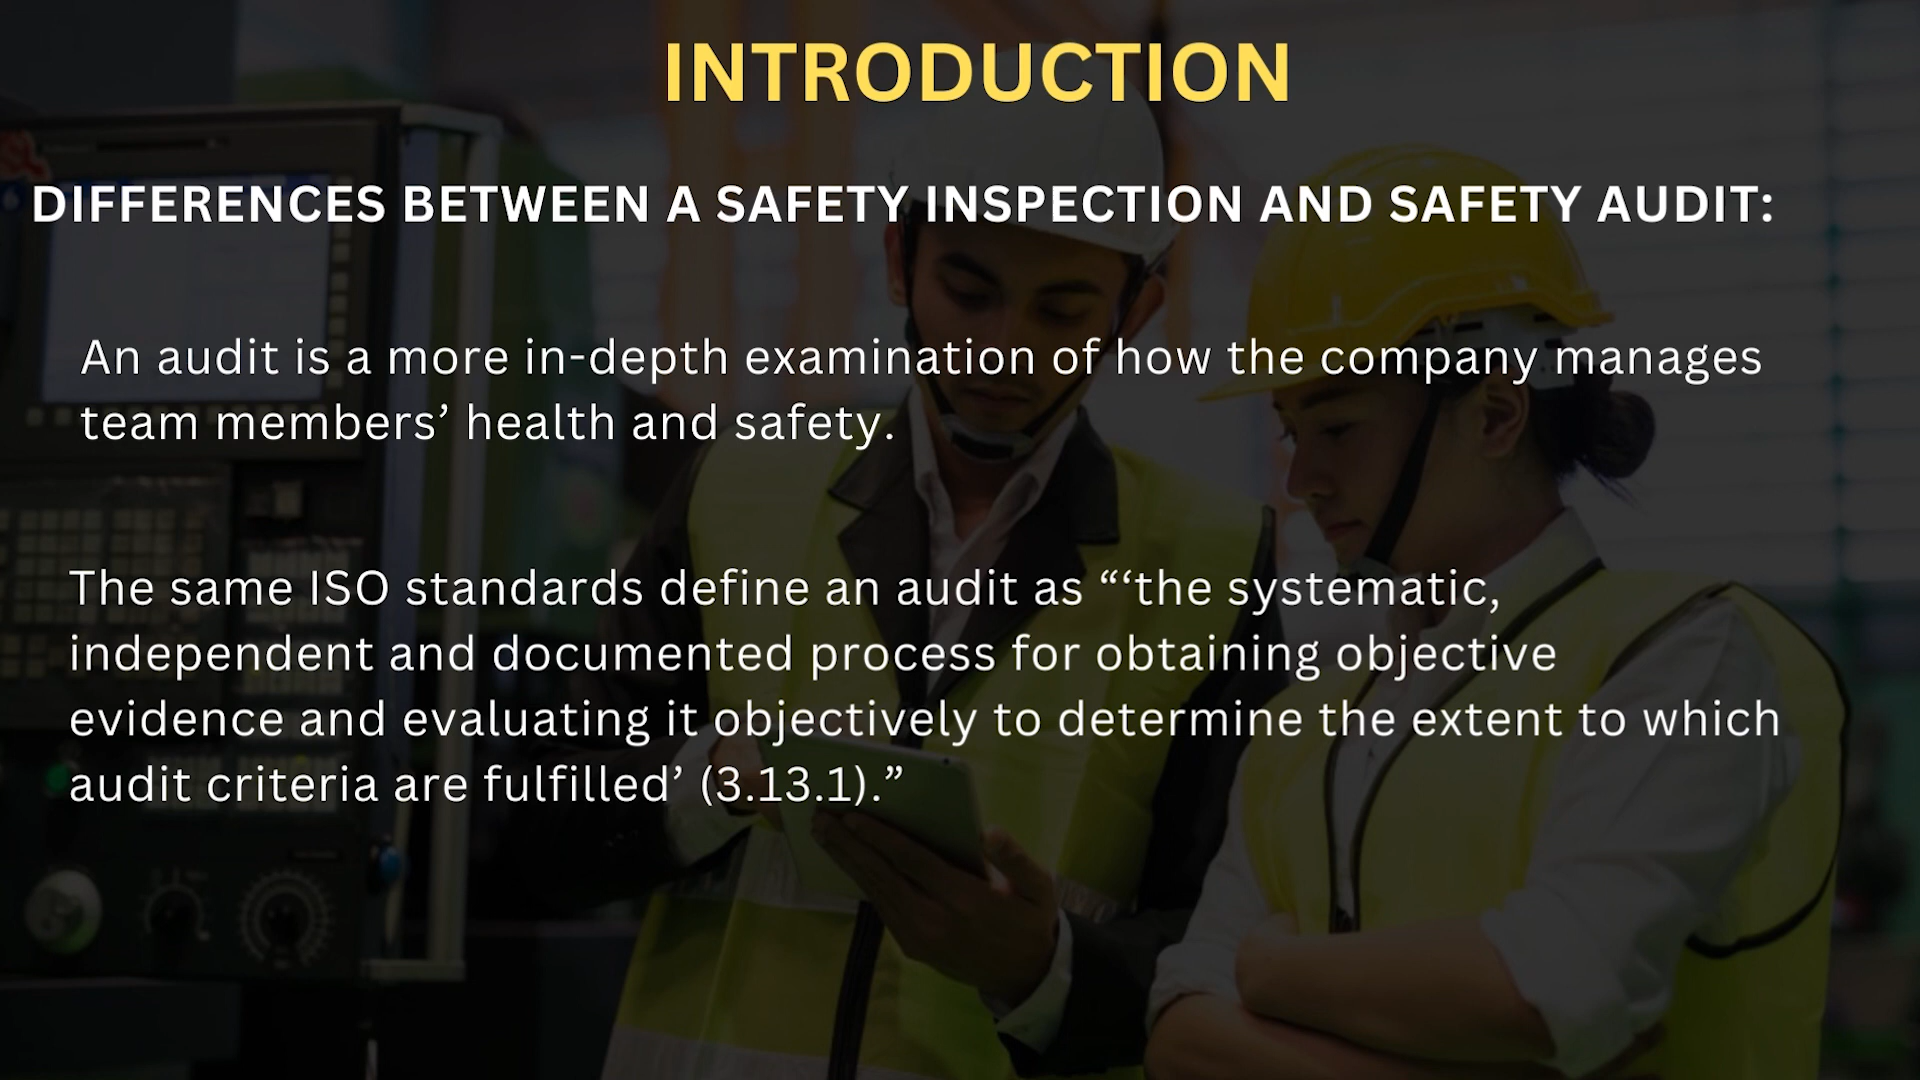 INTRODUCTION
DIFFERENCES BETWEEN A SAFETY INSPECTION AND SAFETY AUDIT:
An audit is a more in-depth examination of how the company manages
team members’ health and safety.
The same ISO standards define an audit as “‘the systematic,
independent and documented process for obtaining objective
evidence and evaluating it objectively to determine the extent to which
audit criteria are fulfilled’ (3.13.1).”